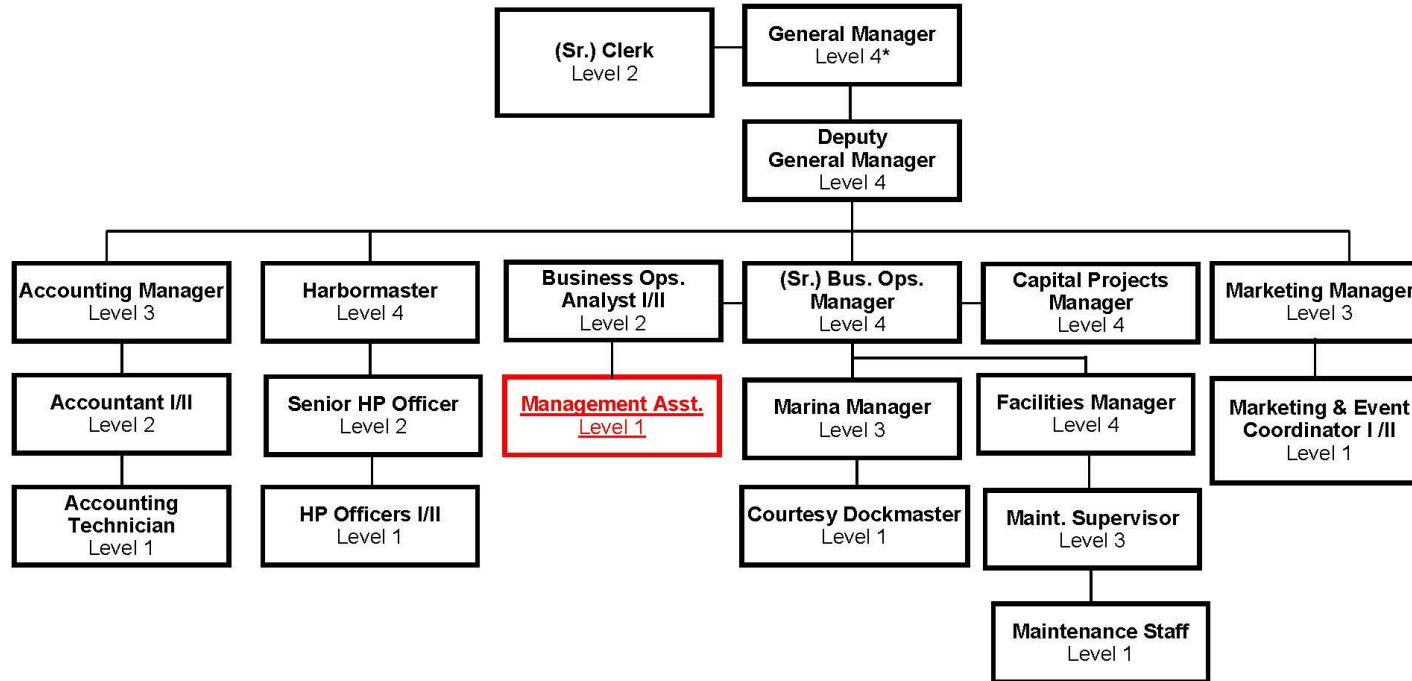 (Sr.) Clerk
Level 2
General Manager
Level 4*
Deputy
General Manager
Level 4
Accounting Manager
Level 3
Harbormaster
Level 4
Business Ops.
Analyst I/II
Level 2
(Sr.) Bus. Ops.
Manager
Level 4
Capital Projects
Manager
Level 4
Marketing Manager
Level 3
Accountant I/II
Level 2
Senior HP Officer
Level 2
Management Asst.
Level 1
Marina Manager
Level 3
Facilities Manager
Level 4
Marketing & Event
Coordinator I /II
Level 1
Accounting
Technician
Level 1
HP Officers I/II
Level 1
Courtesy Dockmaster
Level 1
Maint. Supervisor
Level 3
Maintenance Staff
Level 1